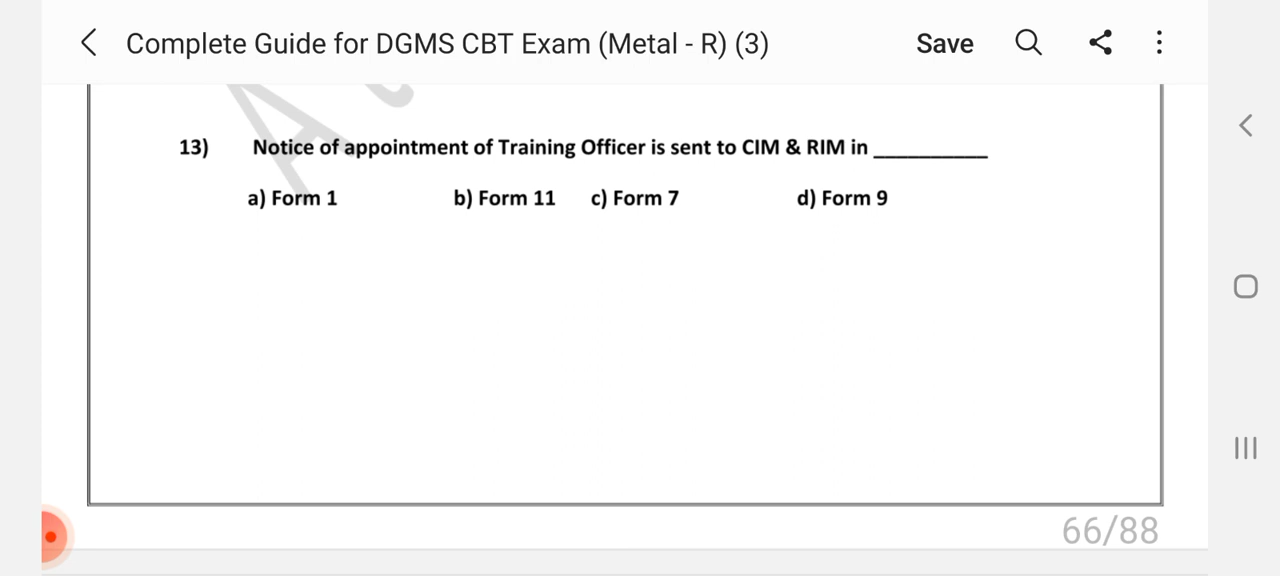 Complete Guide for DGMS CBT Exam (Metal - R) (3) Save
13) Notice of appointment of Training Officer is sent to CIM & RIM in __________
a) Form 1 b) Form 11 c) Form 7 d) Form 9
66/88